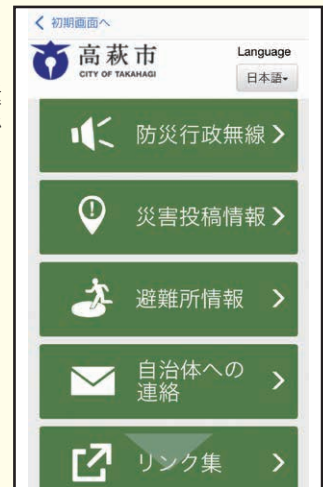 初期画面へ
高萩市
CITY OF TAKAHAGI
Language
日本語
防災行政無線
災害投稿情報
避難所情報
自治体への
連絡
リンク集